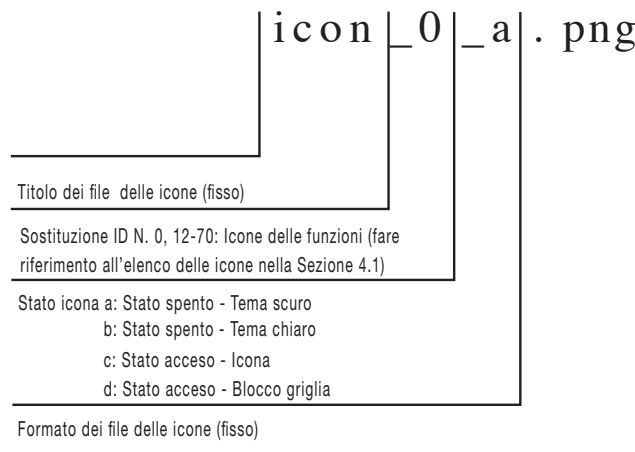 icon_0_a.png
Titolo dei file delle icone (fisso)
Sostituzione ID N. 0, 12-70: Icone delle funzioni (fare
riferimento all'elenco delle icone nella Sezione 4.1)
Stato icona a: Stato spento - Tema scuro
b: Stato spento - Tema chiaro
c: Stato acceso - Icona
d: Stato acceso - Blocco griglia
Formato dei file delle icone (fisso)